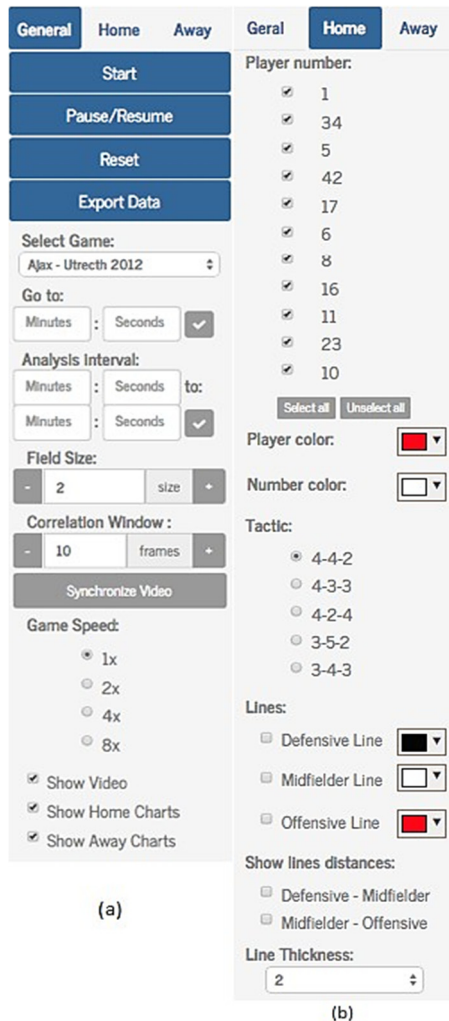 General Home Away
Start
Pause/Resume
Reset
Export Data
Select Game:
Ajax - Utrecth 2012
Go to:
Minutes : Seconds
Analysis Interval:
Minutes : Seconds to:
Minutes : Seconds
Field Size:
- 2 size +
Correlation Window :
- 10 frames +
Synchronize Video
Game Speed:
1x
2x
4x
8x
Show Video
Show Home Charts
Show Away Charts
(a)
Geral Home Away
Player number:
1
34
5
42
17
6
8
16
11
23
10
Select all Unselect all
Player color:
Number color:
Tactic:
4-4-2
4-3-3
4-2-4
3-5-2
3-4-3
Lines:
Defensive Line
Midfielder Line
Offensive Line
Show lines distances:
Defensive - Midfielder
Midfielder - Offensive
Line Thickness:
2
(b)